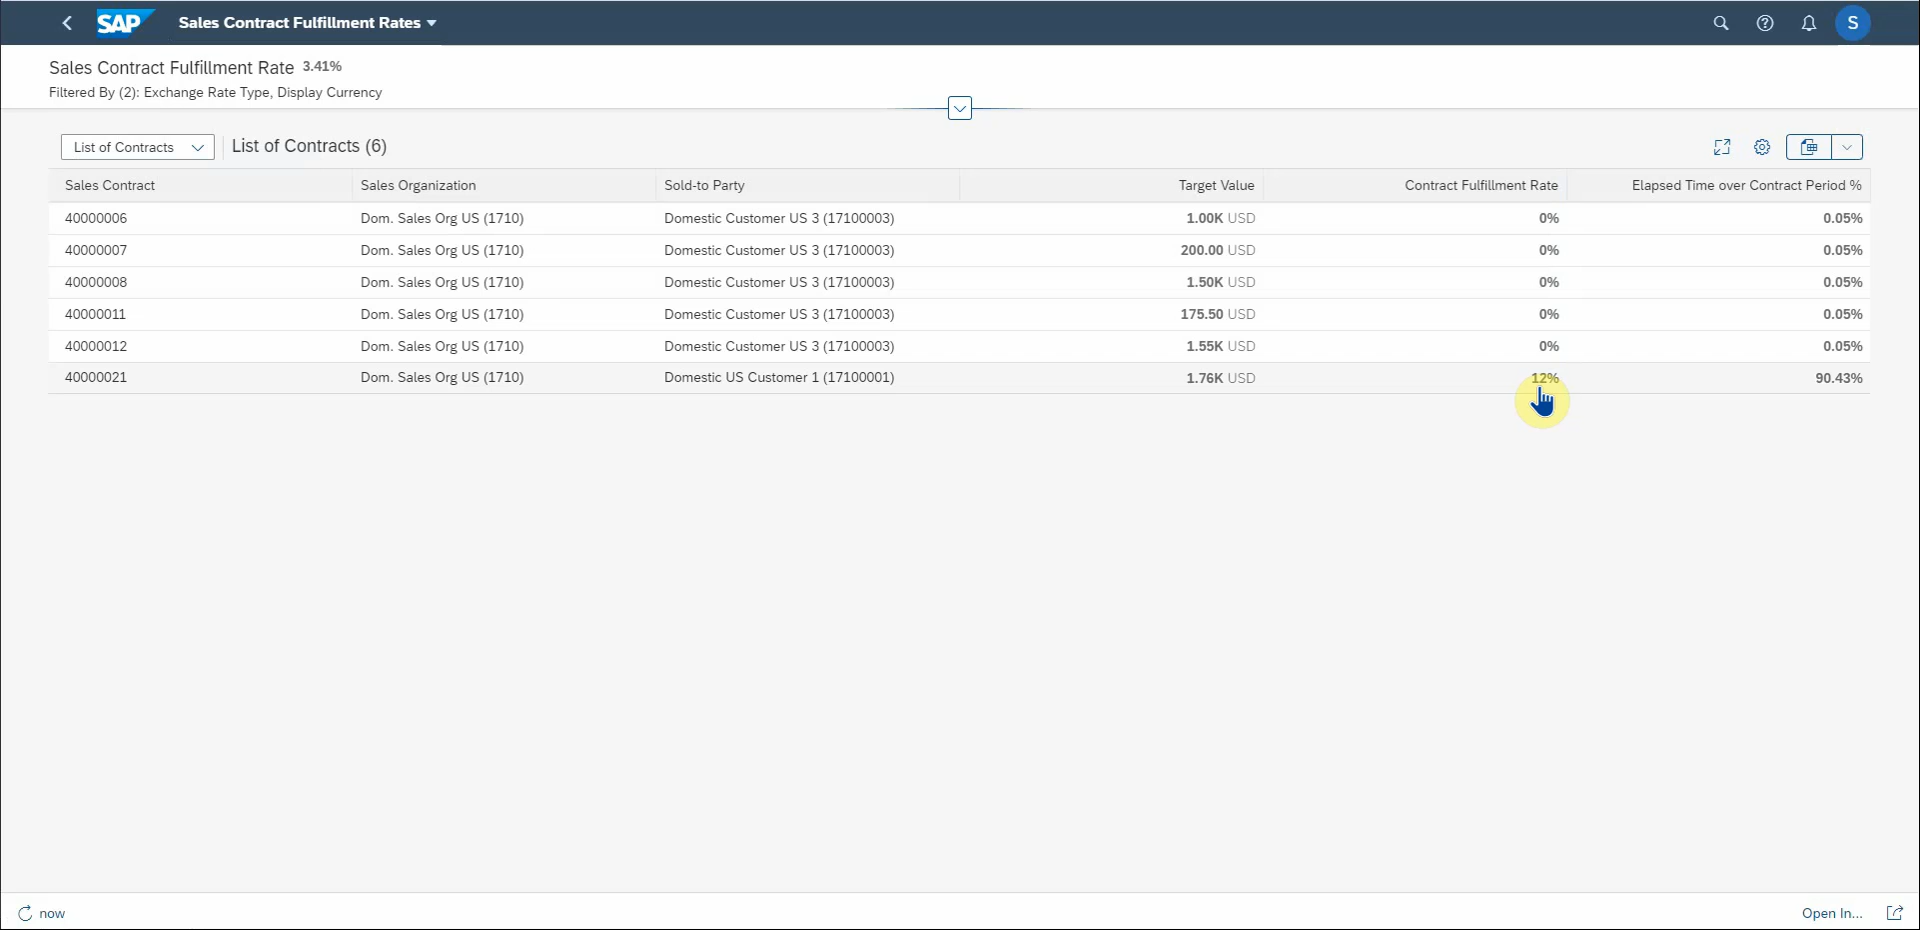 SAP Sales Contract Fulfillment Rates S
Sales Contract Fulfillment Rate 3.41%
Filtered By (2): Exchange Rate Type, Display Currency
List of Contracts List of Contracts (6)
Sales Contract Sales Organization Sold-to Party Target Value Contract Fulfillment Rate Elapsed Time over Contract Period %
40000006 Dom. Sales Org US (1710) Domestic Customer US 3 (17100003) 1.00K USD 0% 0.05%
40000007 Dom. Sales Org US (1710) Domestic Customer US 3 (17100003) 200.00 USD 0% 0.05%
40000008 Dom. Sales Org US (1710) Domestic Customer US 3 (17100003) 1.50K USD 0% 0.05%
40000011 Dom. Sales Org US (1710) Domestic Customer US 3 (17100003) 175.50 USD 0% 0.05%
40000012 Dom. Sales Org US (1710) Domestic Customer US 3 (17100003) 1.55K USD 0% 0.05%
40000021 Dom. Sales Org US (1710) Domestic US Customer 1 (17100001) 1.76K USD 12% 90.43%
now Open In...